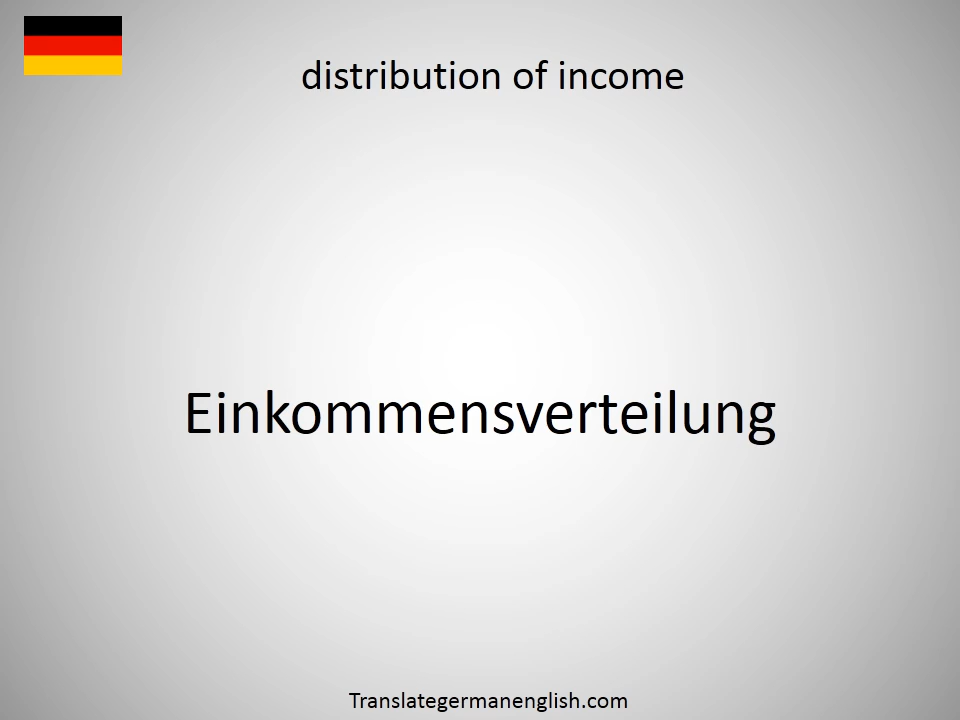 distribution of income
Einkommensverteilung
Translategermanenglish.com